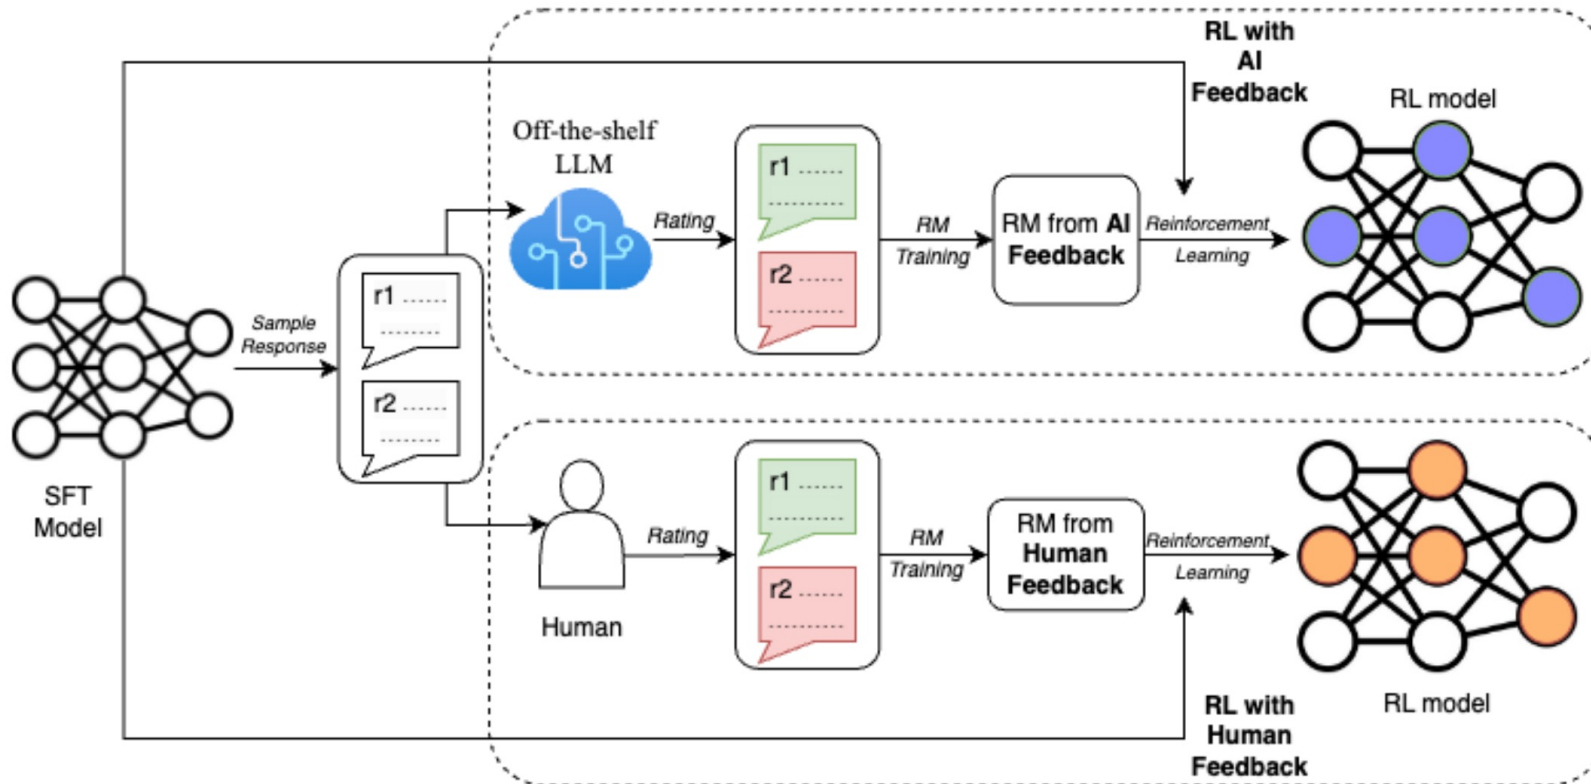 RL with
AI
Feedback
RL model
Off-the-shelf
LLM
r1 ......
............
r2 ......
............
Rating
RM
Training
RM from AI
Feedback
Reinforcement
Learning
SFT
Model
Sample
Response
r1 ......
............
r2 ......
............
Human
Rating
r1 ......
............
r2 ......
............
RM
Training
RM from
Human
Feedback
Reinforcement
Learning
RL model
RL with
Human
Feedback